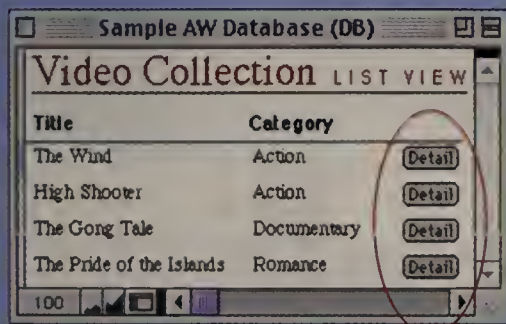 Sample AW Database (DB)
Video Collection LIST VIEW
Title Category
The Wind Action Detail
High Shooter Action Detail
The Gong Tale Documentary Detail
The Pride of the Islands Romance Detail
100